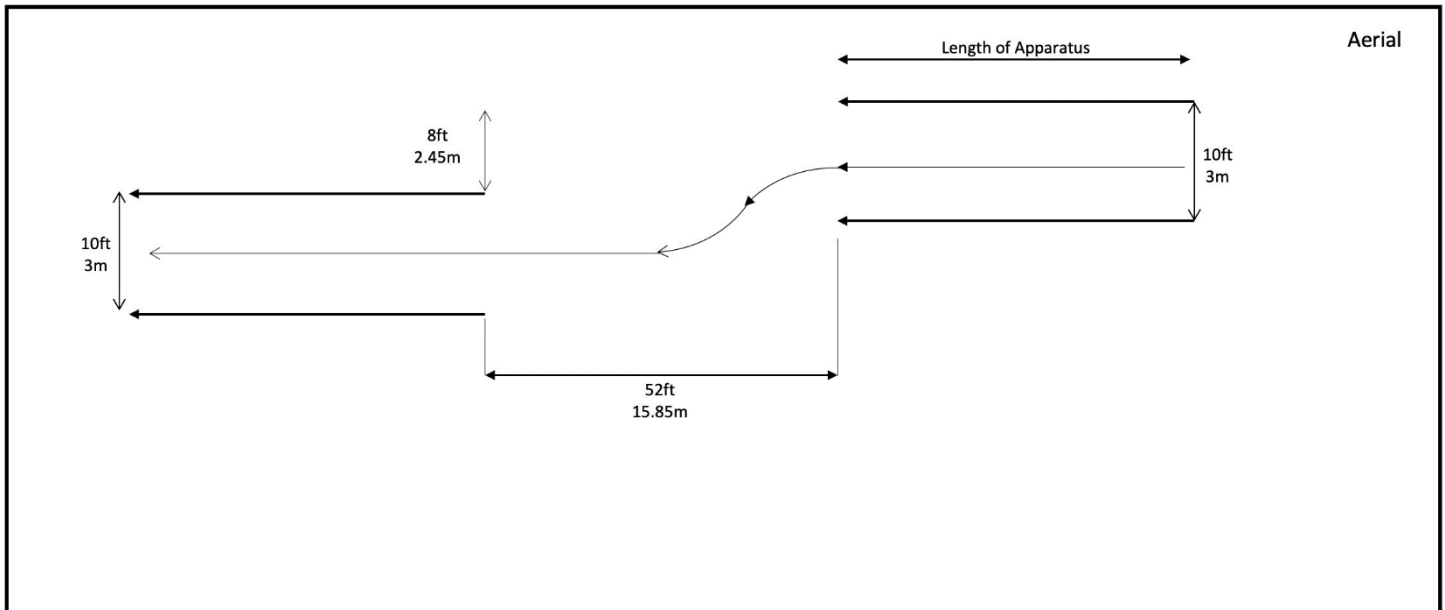 Aerial
Length of Apparatus
8ft
2.45m
10ft
3m
10ft
3m
52ft
15.85m